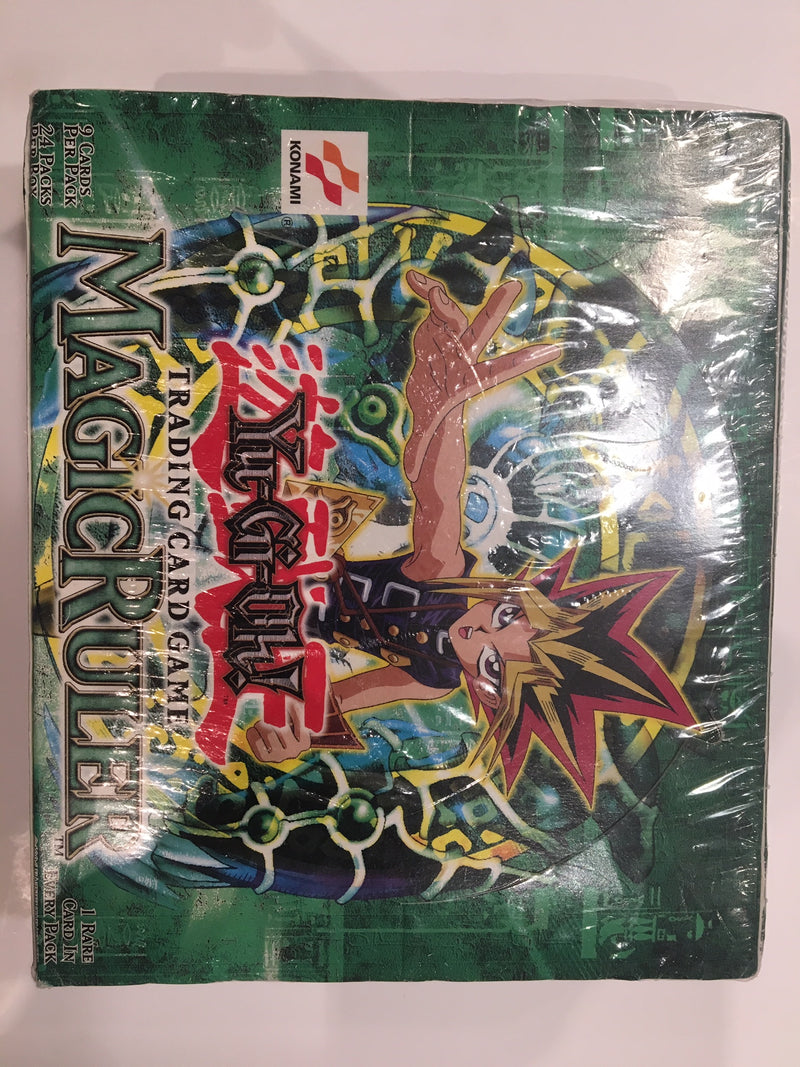 KONAMI
®
遊戯王
YU-GI-OH!
TRADING CARD GAME
MAGIC RULER™
9 CARDS
PER PACK
24 PACKS
PER BOX
1 RARE
CARD IN
EVERY PACK